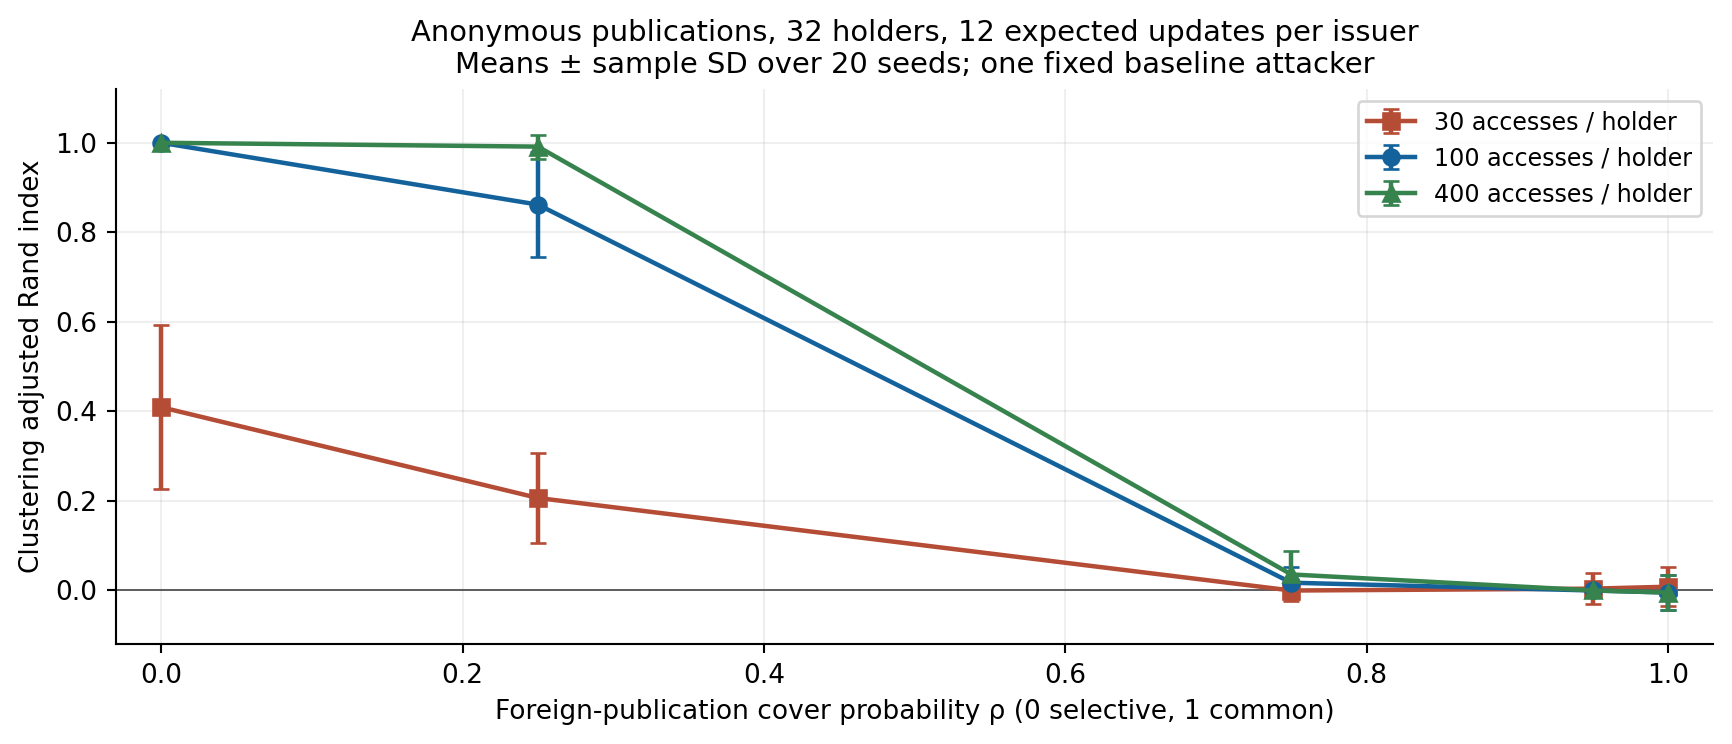 Anonymous publications, 32 holders, 12 expected updates per issuer
Means ± sample SD over 20 seeds; one fixed baseline attacker
30 accesses / holder
100 accesses / holder
400 accesses / holder
Clustering adjusted Rand index
1.0
0.8
0.6
0.4
0.2
0.0
0.0 0.2 0.4 0.6 0.8 1.0
Foreign-publication cover probability ρ (0 selective, 1 common)